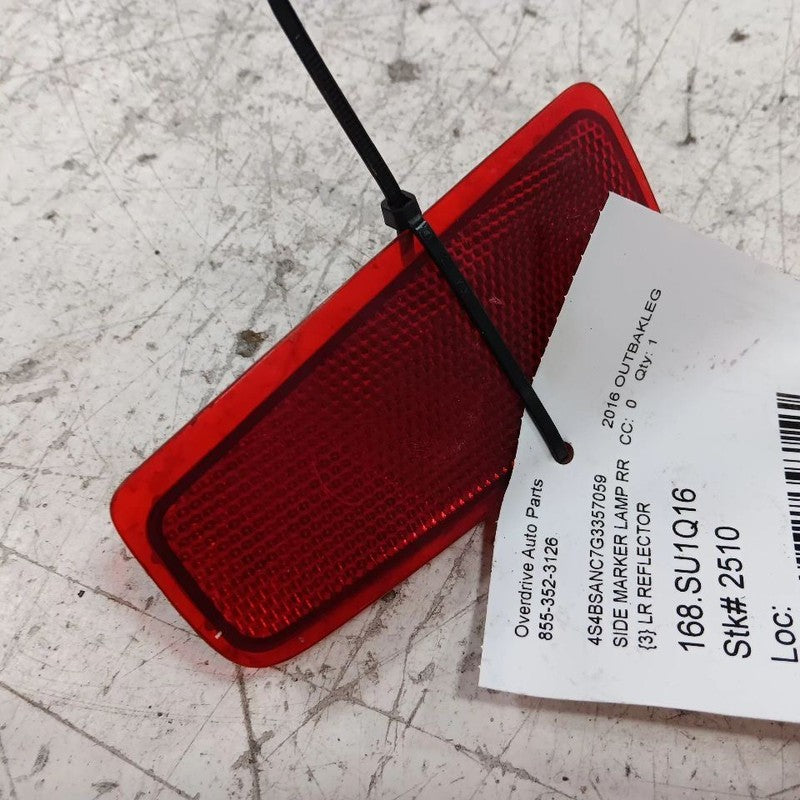 Overdrive Auto Parts
855-352-3126
4S4BSANC7G3357059 2016 OUTBAKLEG
SIDE MARKER LAMP RR CC: 0 Qty: 1
{3} LR REFLECTOR
168.SU1Q16
Stk# 2510
Loc: